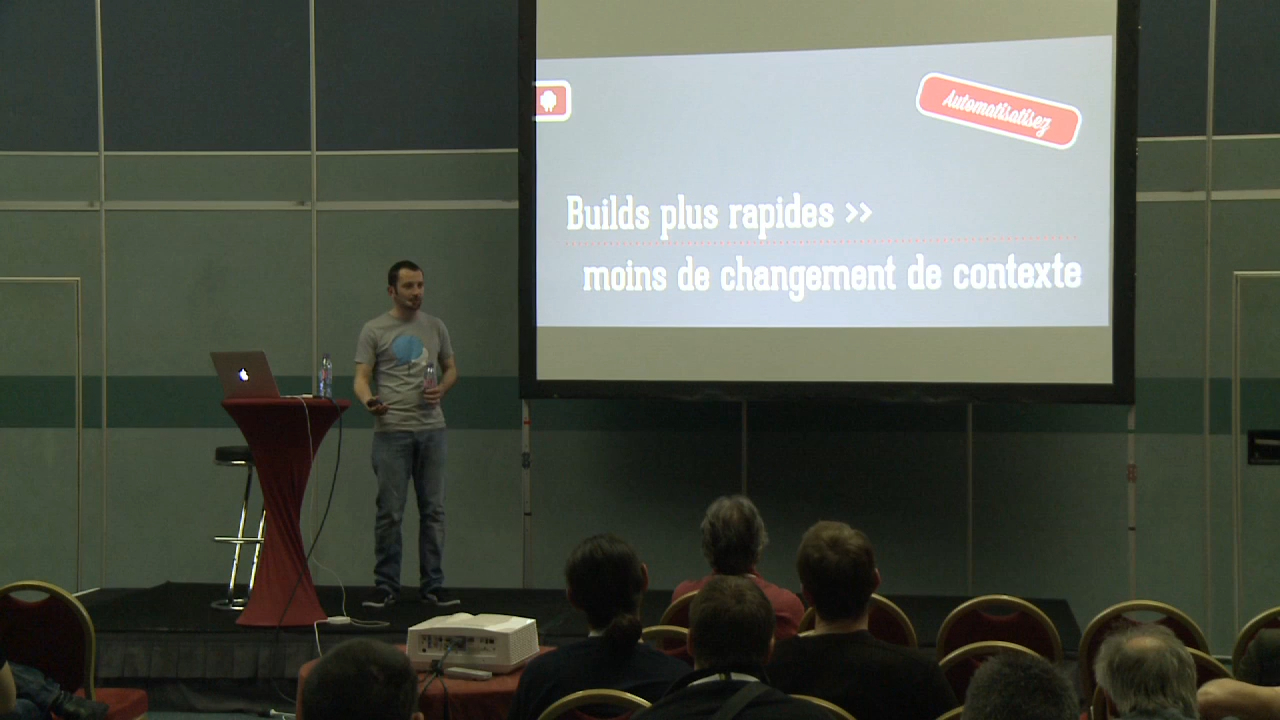 Automatisatisez
Builds plus rapides >>
moins de changement de contexte